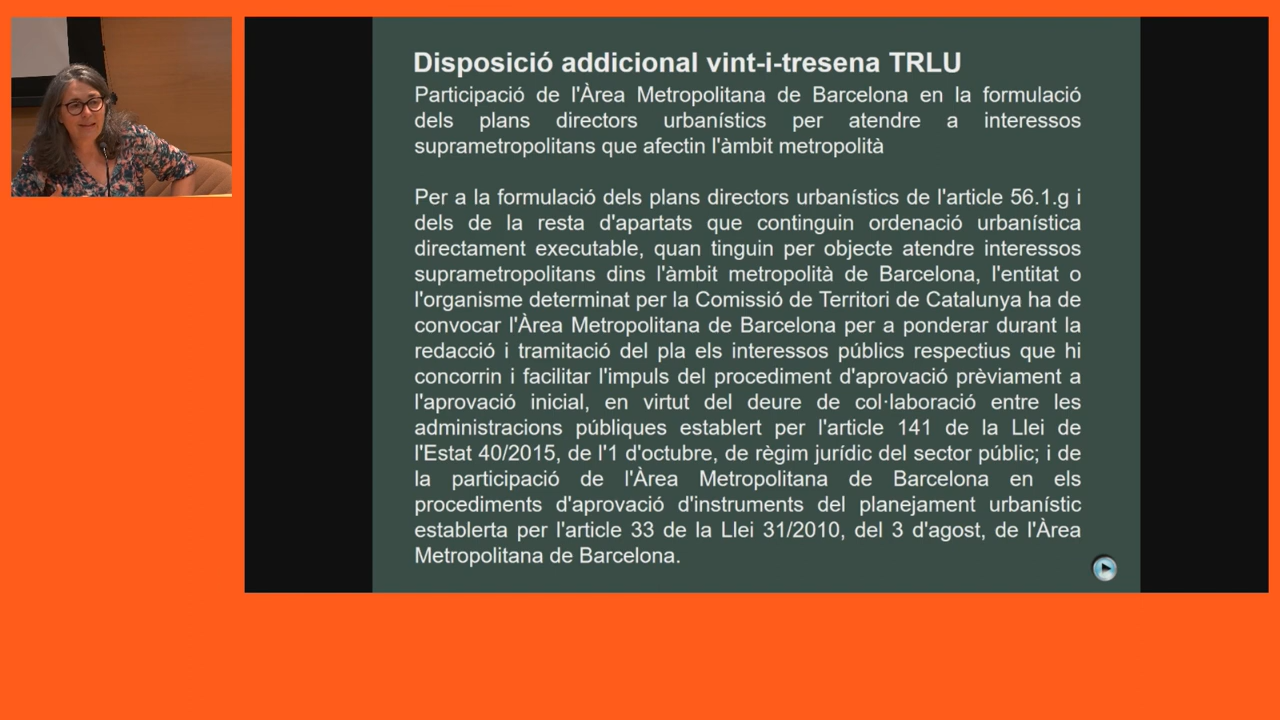 Disposició addicional vint-i-tresena TRLU
Participació de l'Àrea Metropolitana de Barcelona en la formulació
dels plans directors urbanístics per atendre a interessos
suprametropolitans que afectin l'àmbit metropolità
Per a la formulació dels plans directors urbanístics de l'article 56.1.g i
dels de la resta d'apartats que continguin ordenació urbanística
directament executable, quan tinguin per objecte atendre interessos
suprametropolitans dins l'àmbit metropolità de Barcelona, l'entitat o
l'organisme determinat per la Comissió de Territori de Catalunya ha de
convocar l'Àrea Metropolitana de Barcelona per a ponderar durant la
redacció i tramitació del pla els interessos públics respectius que hi
concorrin i facilitar l'impuls del procediment d'aprovació prèviament a
l'aprovació inicial, en virtut del deure de col·laboració entre les
administracions públiques establert per l'article 141 de la Llei de
l'Estat 40/2015, de l'1 d'octubre, de règim jurídic del sector públic; i de
la participació de l'Àrea Metropolitana de Barcelona en els
procediments d'aprovació d'instruments del planejament urbanístic
establerta per l'article 33 de la Llei 31/2010, del 3 d'agost, de l'Àrea
Metropolitana de Barcelona.